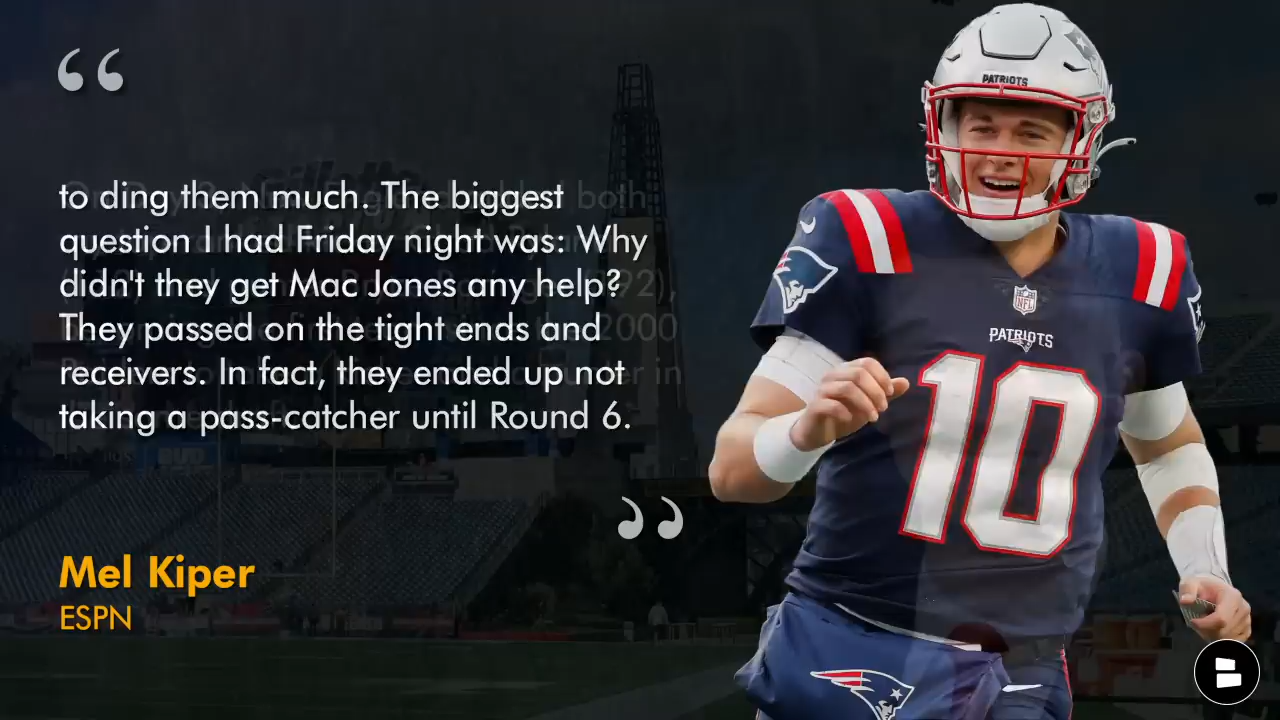 to ding them much. The biggest
question I had Friday night was: Why
didn't they get Mac Jones any help?
They passed on the tight ends and
receivers. In fact, they ended up not
taking a pass-catcher until Round 6.
Mel Kiper
ESPN
PATRIOTS
NFL
PATRIOTS
10